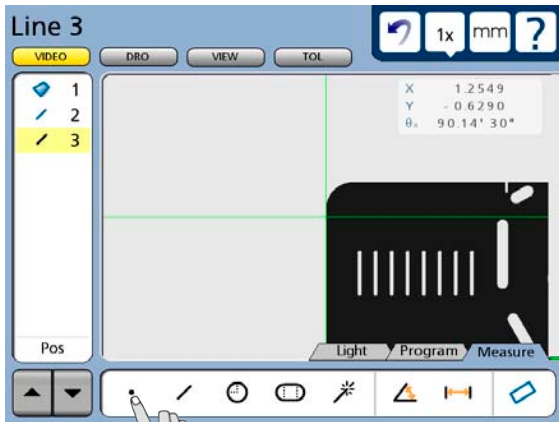 Line 3
1x mm ?
VIDEO DRO VIEW TOL
1
2
3
X 1.2549
Y - 0.6290
θx 90.14' 30"
Pos
Light Program Measure